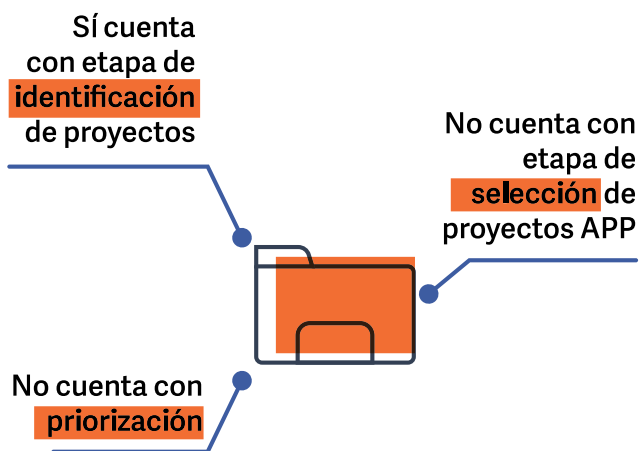 SÍ cuenta
con etapa de
identificación
de proyectos
No cuenta con
etapa de
selección de
proyectos APP
No cuenta con
priorización